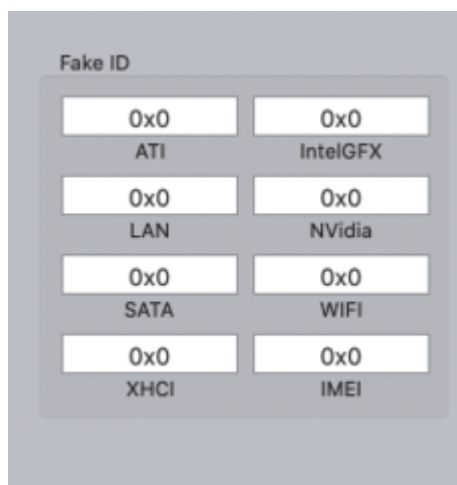 Fake ID
0x0 0x0
ATI IntelGFX
0x0 0x0
LAN NVidia
0x0 0x0
SATA WIFI
0x0 0x0
XHCI IMEI